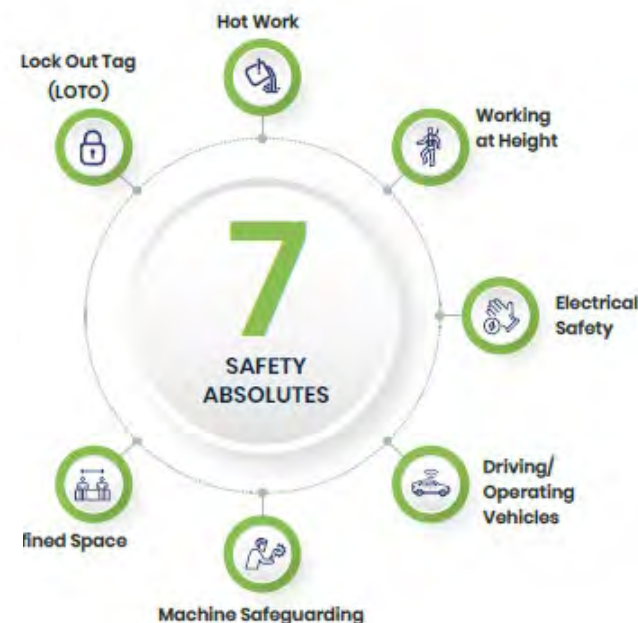 Hot Work
Lock Out Tag
(LOTO)
Working
at Height
7
SAFETY
ABSOLUTES
Electrical
Safety
Driving/
Operating
Vehicles
fined Space
Machine Safeguarding